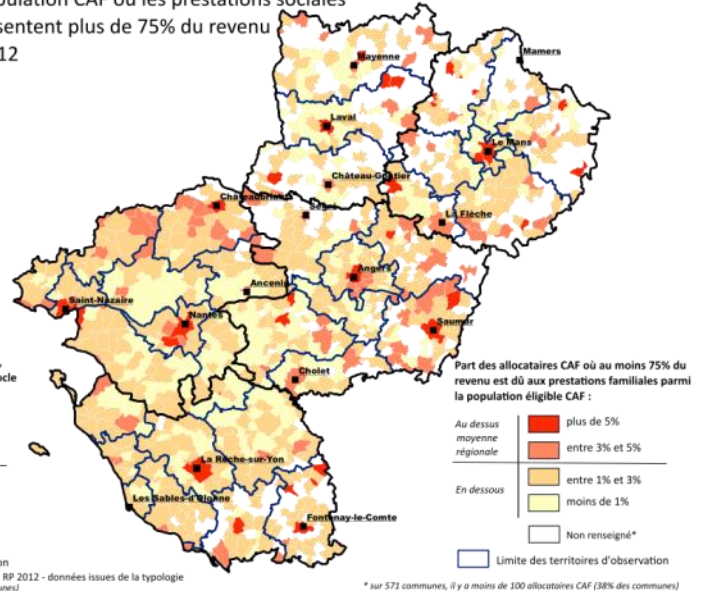 pulation CAF où les prestations sociales
sentent plus de 75% du revenu
12
Mayenne
Mamers
Laval
Le Mans
Château-Gontier
Châteaubriant
Segré
La Flèche
Angers
Ancenis
Saint-Nazaire
Nantes
Saumur
Cholet
ocle
La Roche-sur-Yon
Les Sables-d'Olonne
Fontenay-le-Comte
Part des allocataires CAF où au moins 75% du
revenu est dû aux prestations familiales parmi
la population éligible CAF :
Au dessus
moyenne
régionale
plus de 5%
entre 3% et 5%
En dessous
entre 1% et 3%
moins de 1%
Non renseigné*
Limite des territoires d'observation
on
RP 2012 - données issues de la typologie
unes)
* sur 571 communes, il y a moins de 100 allocataires CAF (38% des communes)